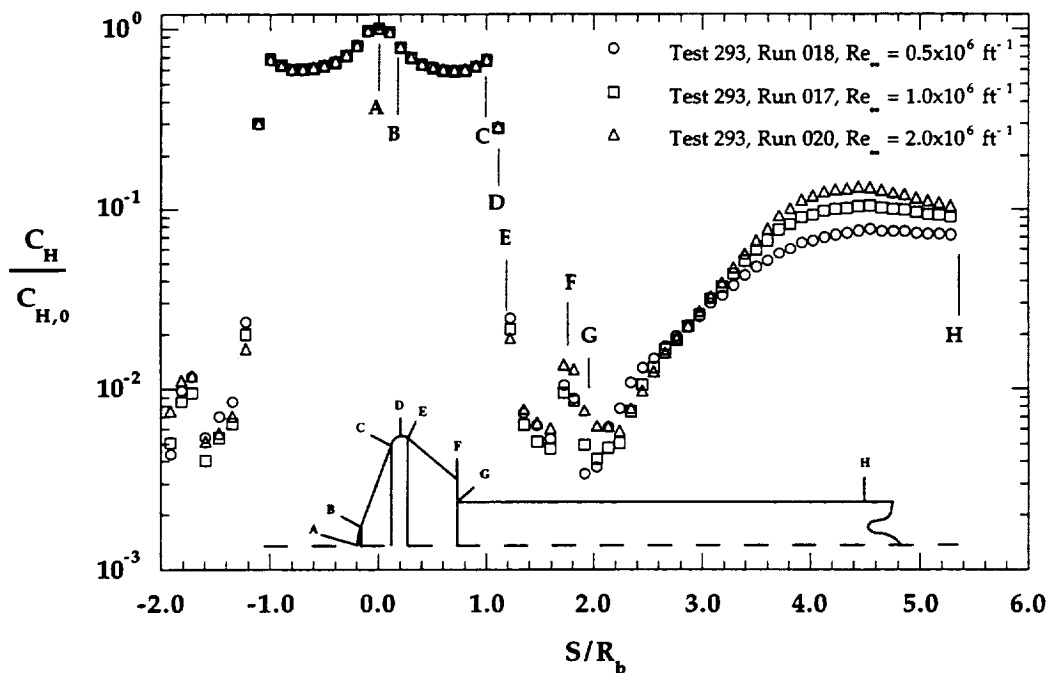 10⁰
Test 293, Run 018, Re∞ = 0.5x10⁶ ft⁻¹
Test 293, Run 017, Re∞ = 1.0x10⁶ ft⁻¹
Test 293, Run 020, Re∞ = 2.0x10⁶ ft⁻¹
A
B
C
D
10⁻¹
E
C_H
C_H,0
F
G
H
10⁻²
D
C
E
F
G
H
B
A
10⁻³
-2.0 -1.0 0.0 1.0 2.0 3.0 4.0 5.0 6.0
S/R_b